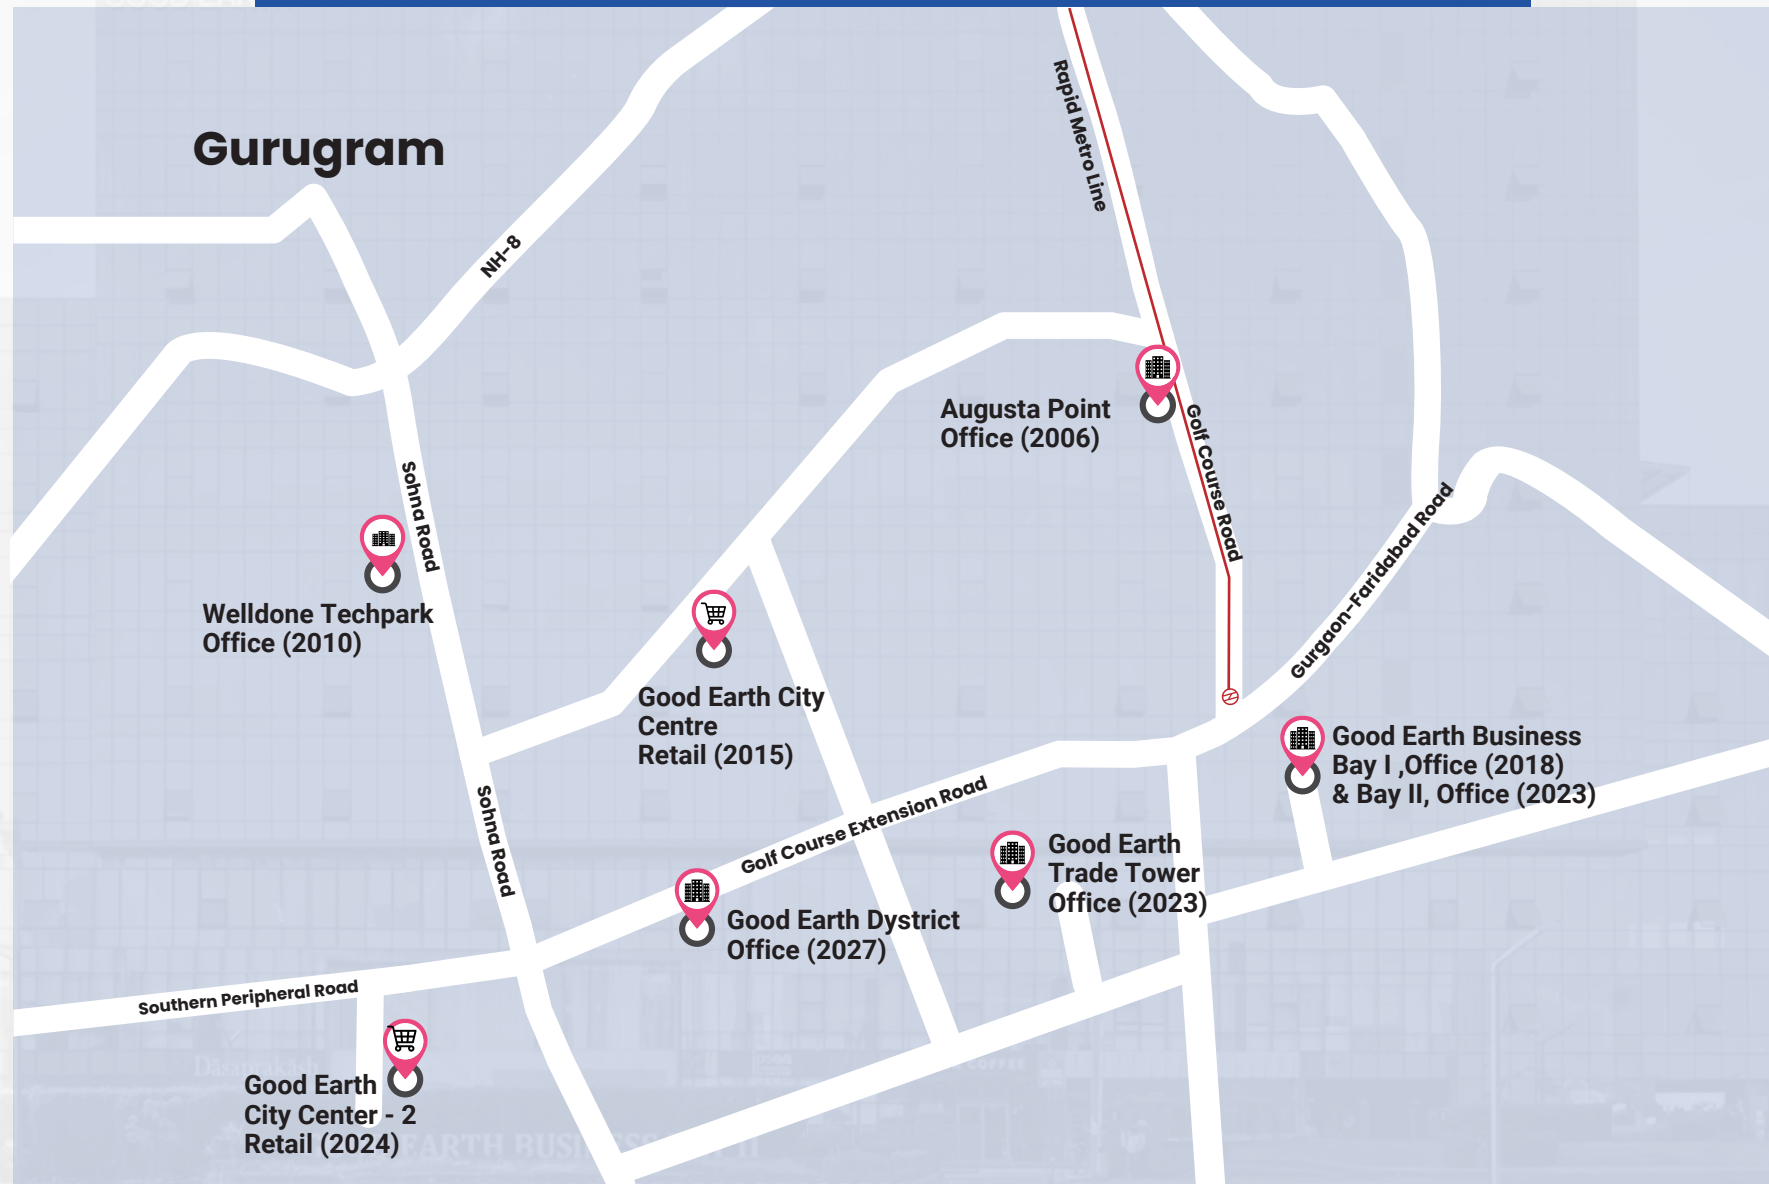 Rapid Metro Line
Gurugram
NH-8
Augusta Point
Office (2006)
Golf Course Road
Sohna Road
Gurgaon-Faridabad Road
Welldone Techpark
Office (2010)
Good Earth City
Centre
Retail (2015)
Good Earth Business
Bay I ,Office (2018)
& Bay II, Office (2023)
Sohna Road
Golf Course Extension Road
Good Earth
Trade Tower
Office (2023)
Good Earth Dystrict
Office (2027)
Southern Peripheral Road
Good Earth
City Center - 2
Retail (2024)
COFFEE